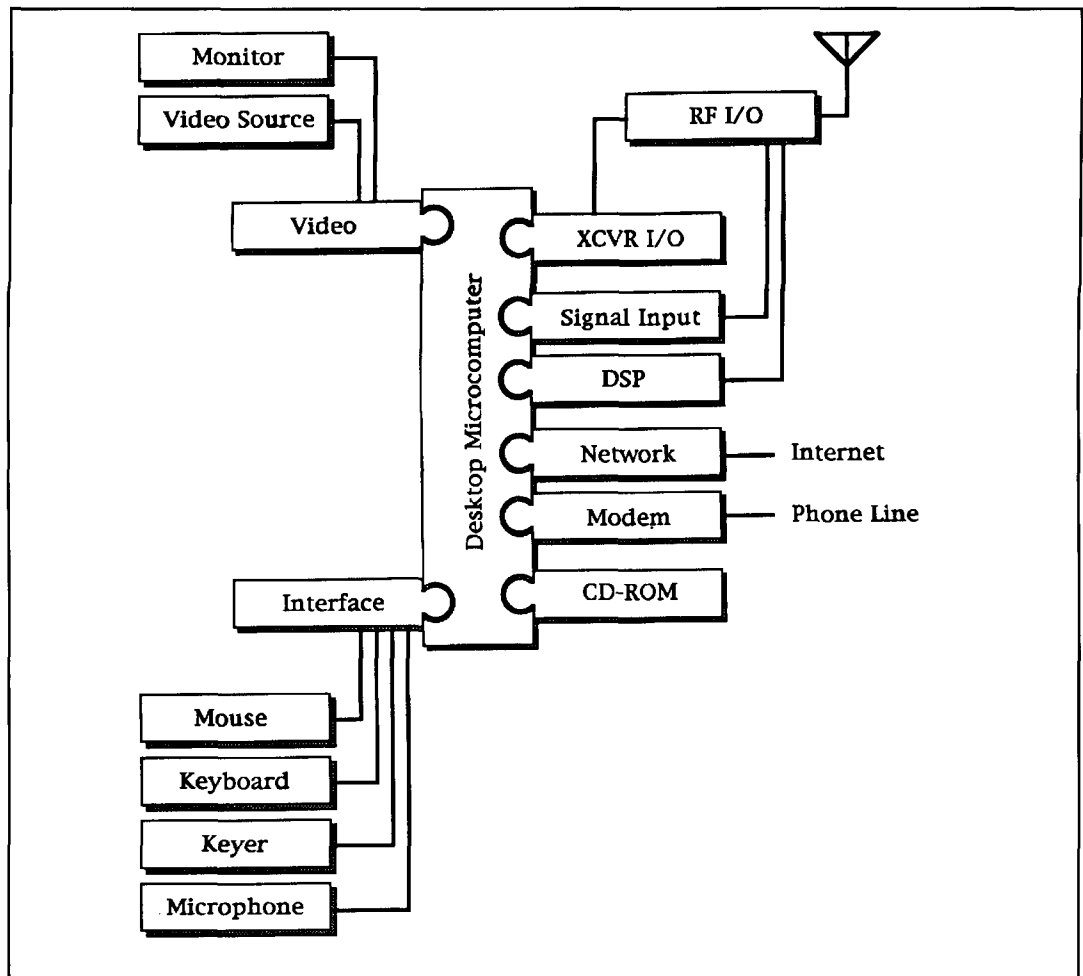 Monitor
Video Source
RF I/O
Video
XCVR I/O
Signal Input
DSP
Desktop Microcomputer
Network
Internet
Modem
Phone Line
Interface
CD-ROM
Mouse
Keyboard
Keyer
Microphone